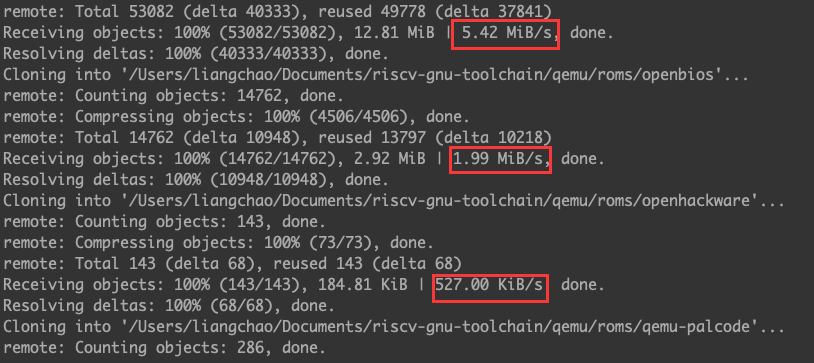 remote: Total 53082 (delta 40333), reused 49778 (delta 37841)
Receiving objects: 100% (53082/53082), 12.81 MiB | 5.42 MiB/s, done.
Resolving deltas: 100% (40333/40333), done.
Cloning into '/Users/liangchao/Documents/riscv-gnu-toolchain/qemu/roms/openbios'...
remote: Counting objects: 14762, done.
remote: Compressing objects: 100% (4506/4506), done.
remote: Total 14762 (delta 10948), reused 13797 (delta 10218)
Receiving objects: 100% (14762/14762), 2.92 MiB | 1.99 MiB/s, done.
Resolving deltas: 100% (10948/10948), done.
Cloning into '/Users/liangchao/Documents/riscv-gnu-toolchain/qemu/roms/openhackware'...
remote: Counting objects: 143, done.
remote: Compressing objects: 100% (73/73), done.
remote: Total 143 (delta 68), reused 143 (delta 68)
Receiving objects: 100% (143/143), 184.81 KiB | 527.00 KiB/s done.
Resolving deltas: 100% (68/68), done.
Cloning into '/Users/liangchao/Documents/riscv-gnu-toolchain/qemu/roms/qemu-palcode'...
remote: Counting objects: 286, done.